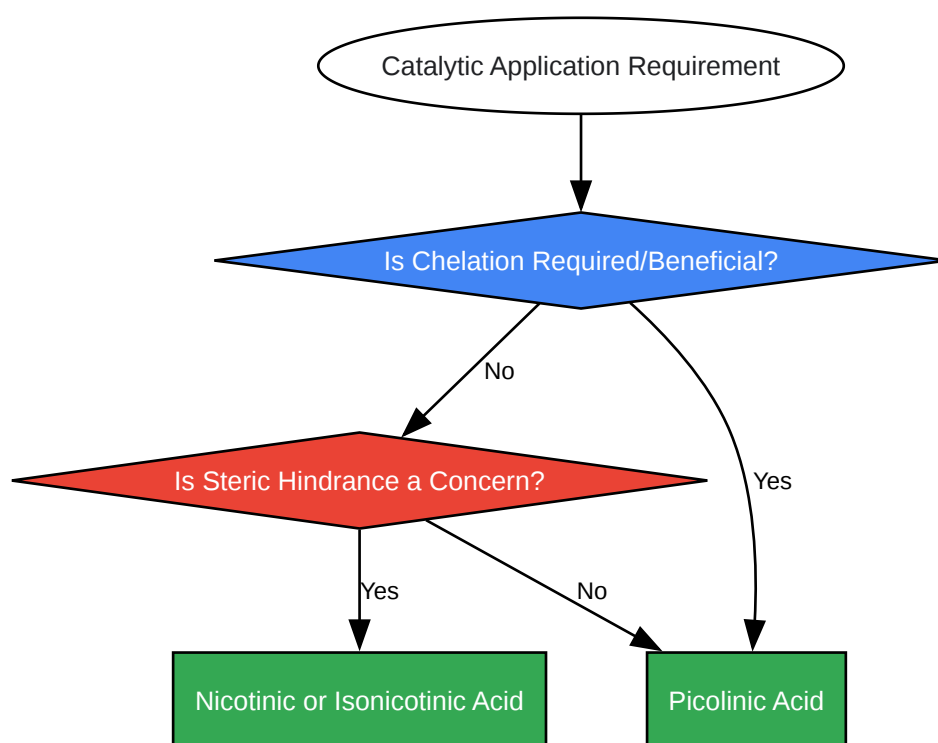 Catalytic Application Requirement
Is Chelation Required/Beneficial?
No
Is Steric Hindrance a Concern?
Yes
Yes
No
Nicotinic or Isonicotinic Acid
Picolinic Acid